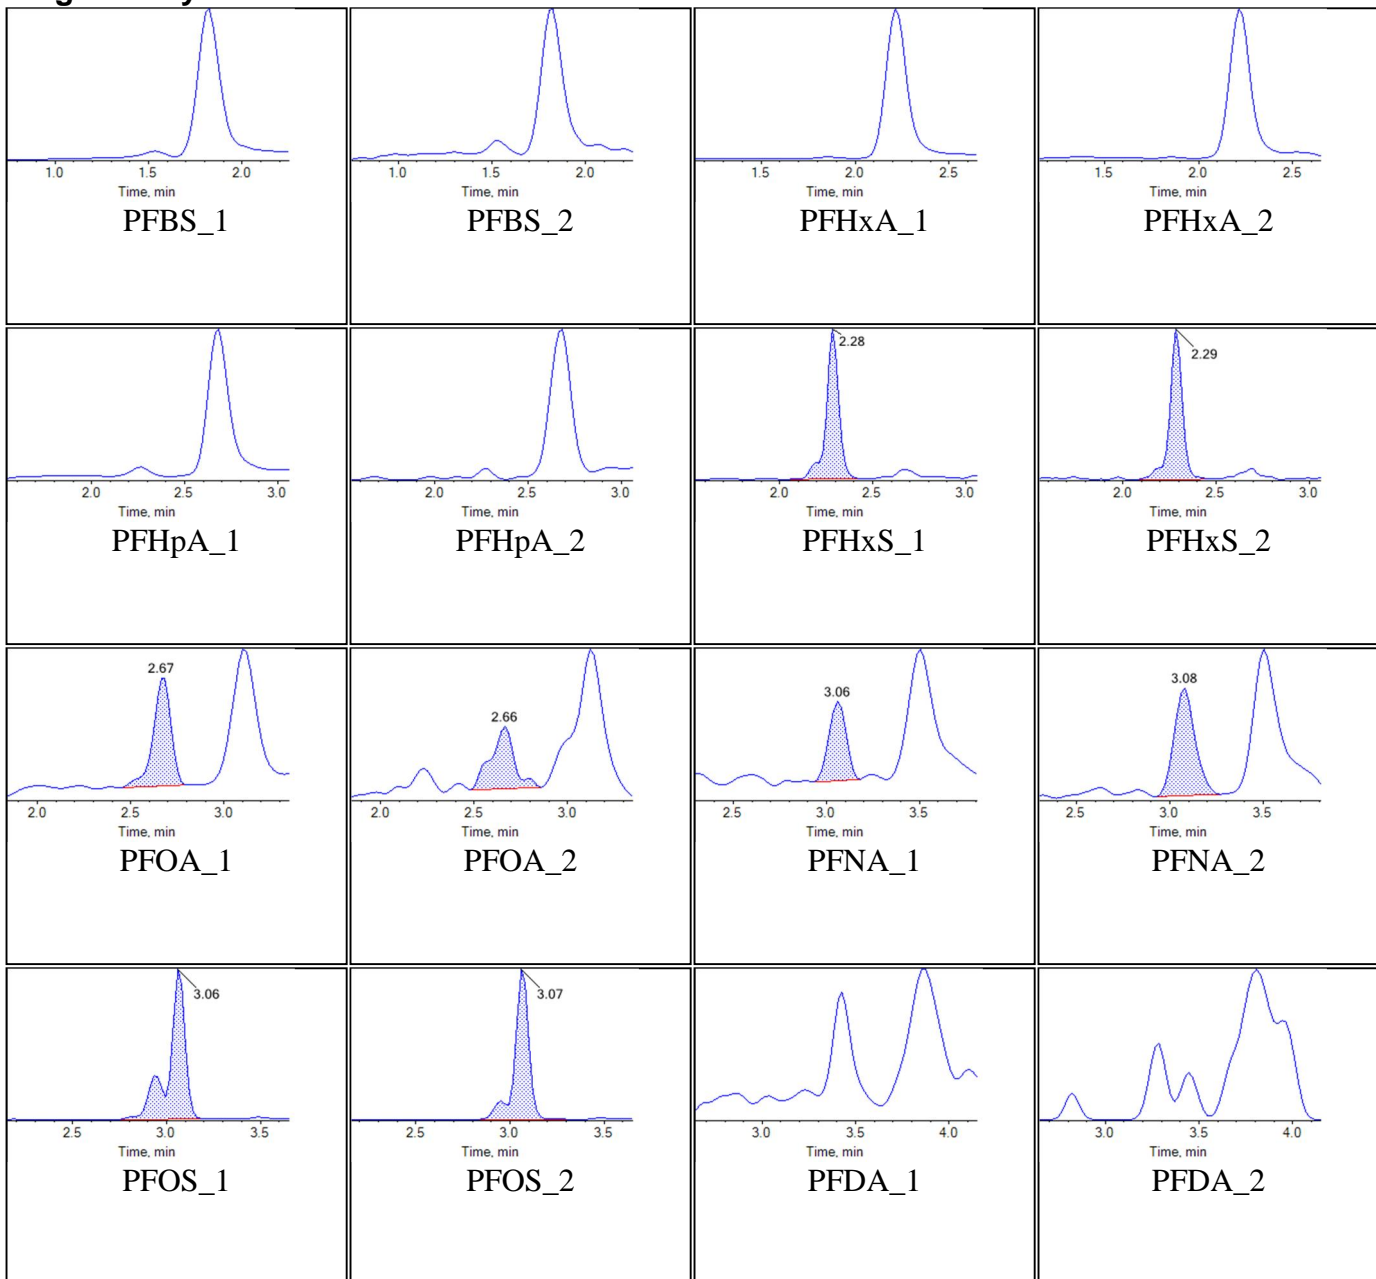 1.0 1.5 2.0 1.0 1.5 2.0 1.5 2.0 2.5 1.5 2.0 2.5
Time, min Time, min Time, min Time, min
PFBS_1 PFBS_2 PFHxA_1 PFHxA_2
2.28 2.29
2.0 2.5 3.0 2.0 2.5 3.0 2.0 2.5 3.0 2.0 2.5 3.0
Time, min Time, min Time, min Time, min
PFHpA_1 PFHpA_2 PFHxS_1 PFHxS_2
2.67 2.66 3.06 3.08
2.0 2.5 3.0 2.0 2.5 3.0 2.5 3.0 3.5 2.5 3.0 3.5
Time, min Time, min Time, min Time, min
PFOA_1 PFOA_2 PFNA_1 PFNA_2
3.06 3.07
2.5 3.0 3.5 2.5 3.0 3.5 3.0 3.5 4.0 3.0 3.5 4.0
Time, min Time, min Time, min Time, min
PFOS_1 PFOS_2 PFDA_1 PFDA_2